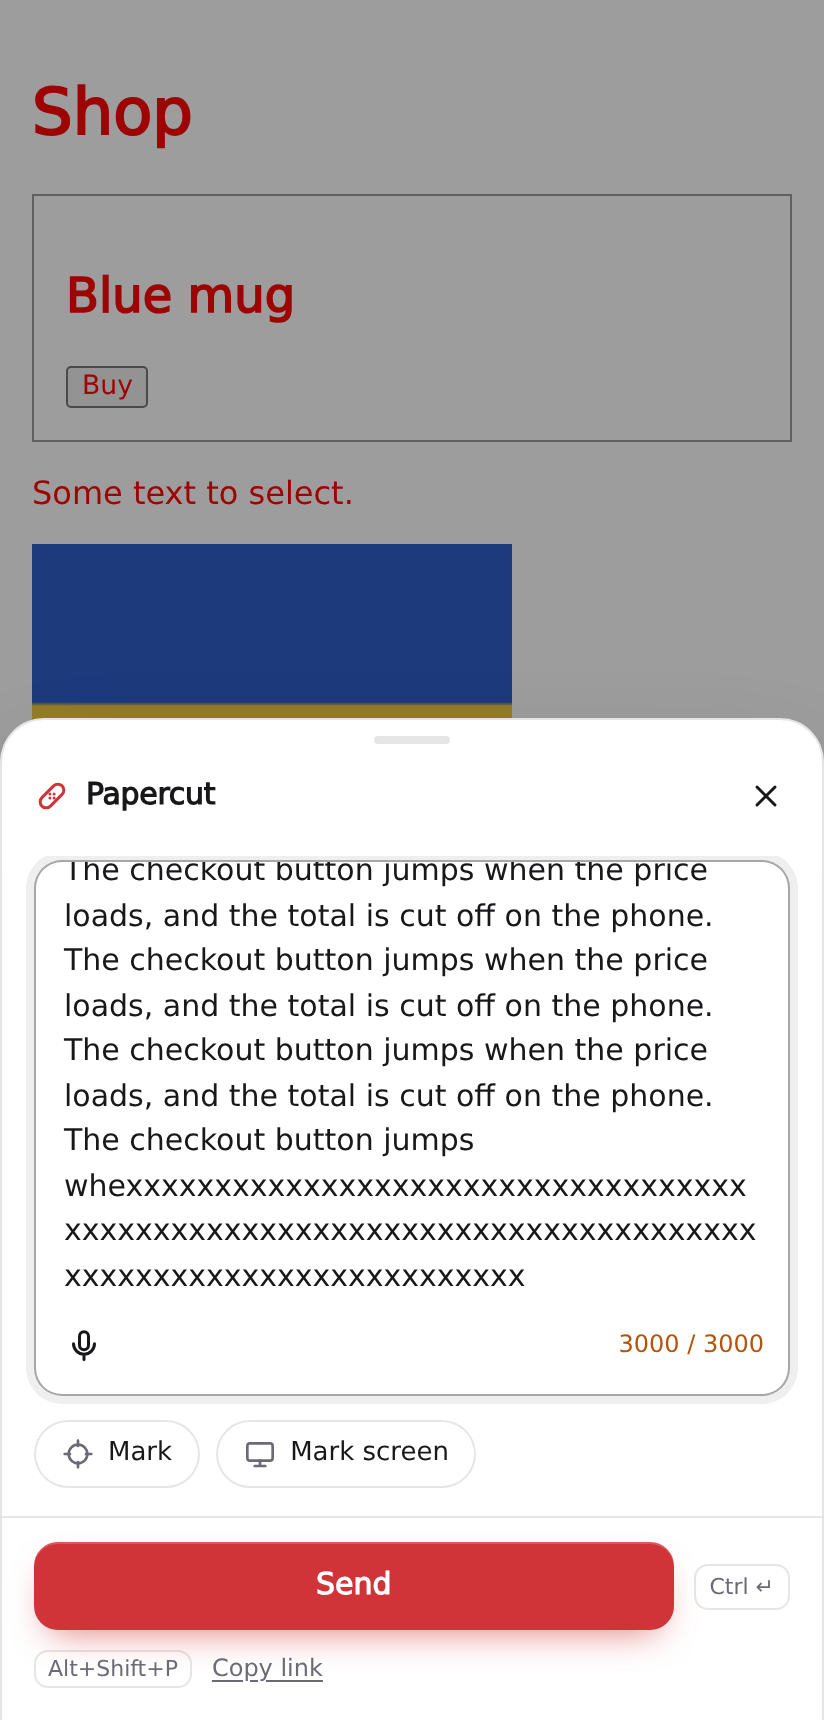 Shop
Blue mug
Buy
Some text to select.
Papercut
The checkout button jumps when the price
loads, and the total is cut off on the phone.
The checkout button jumps when the price
loads, and the total is cut off on the phone.
The checkout button jumps when the price
loads, and the total is cut off on the phone.
The checkout button jumps
whexxxxxxxxxxxxxxxxxxxxxxxxxxxxxxxxxxx
xxxxxxxxxxxxxxxxxxxxxxxxxxxxxxxxxxxxxxx
xxxxxxxxxxxxxxxxxxxxxxxxxx
3000 / 3000
Mark
Mark screen
Send
Ctrl ↵
Alt+Shift+P
Copy link